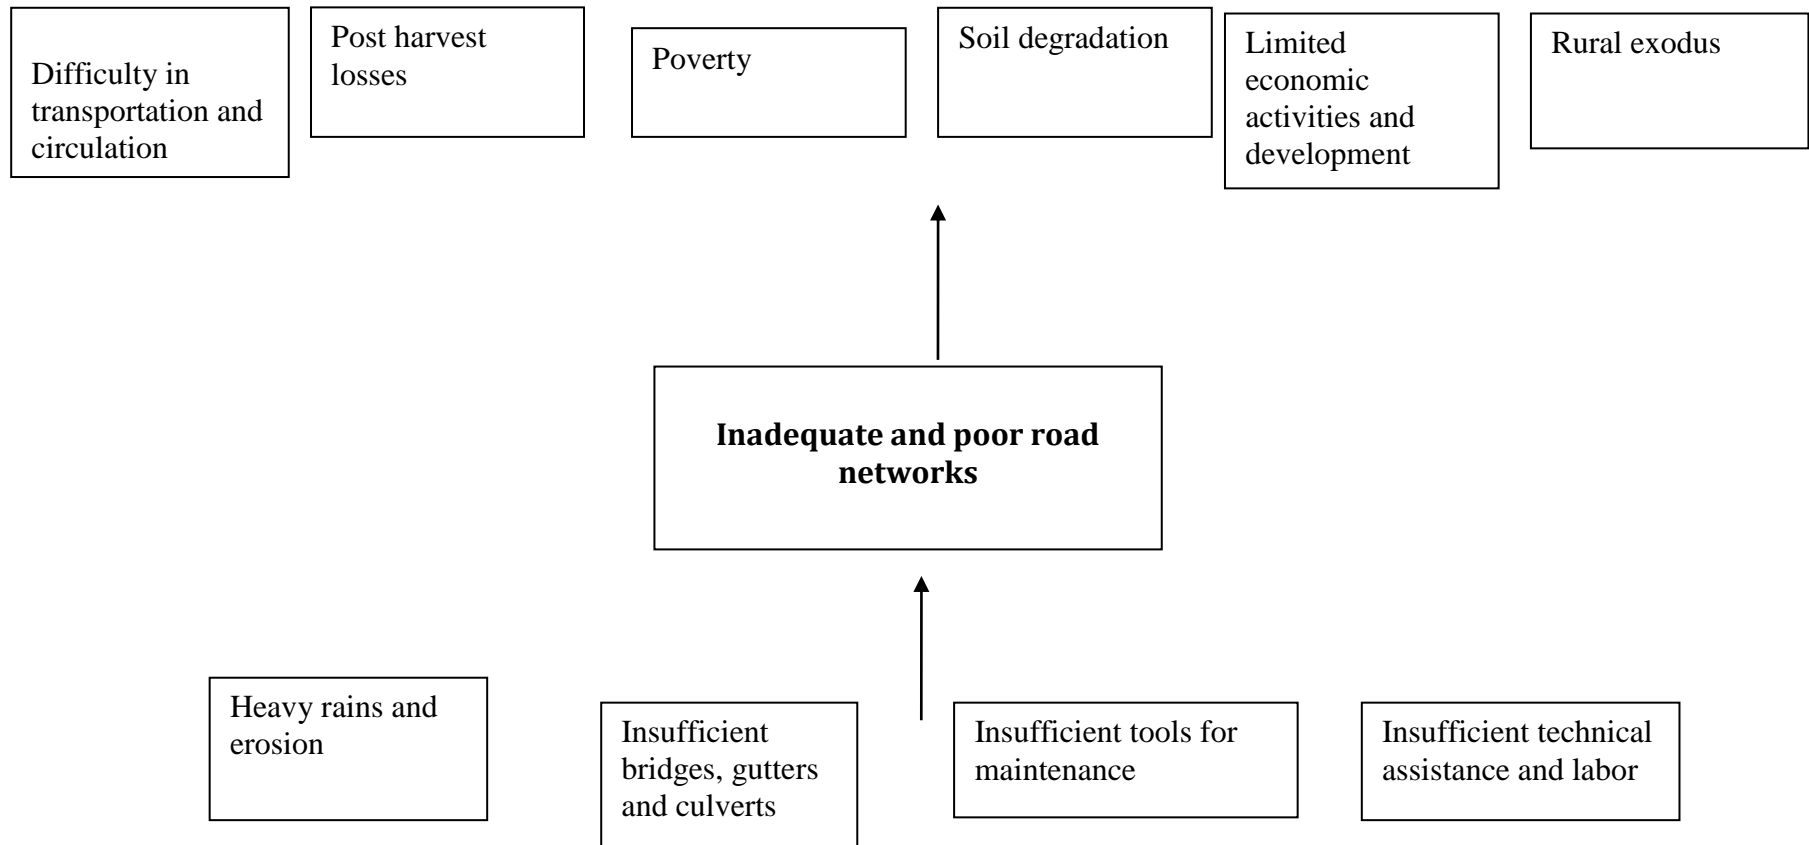 Difficulty in
transportation and
circulation
Post harvest
losses
Poverty
Soil degradation
Limited
economic
activities and
development
Rural exodus
Inadequate and poor road
networks
Heavy rains and
erosion
Insufficient
bridges, gutters
and culverts
Insufficient tools for
maintenance
Insufficient technical
assistance and labor